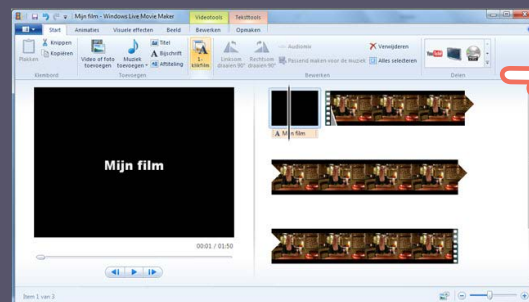 Mijn film - Windows Live Movie Maker
Videotools
Teksttools
Start
Animaties
Visuele effecten
Beeld
Bewerken
Opmaken
Plakken
Knippen
Kopiëren
Klembord
Video of foto toevoegen
Muziek toevoegen
Titel
Bijschrift
Aftiteling
Toevoegen
Linksom draaien 90°
Rechtsom draaien 90°
Audiomix
Passend maken voor de muziek
Verwijderen
Alles selecteren
Bewerken
YouTube
Delen
Mijn film
A Mijn film
00:01 / 01:50
Item 1 van 3